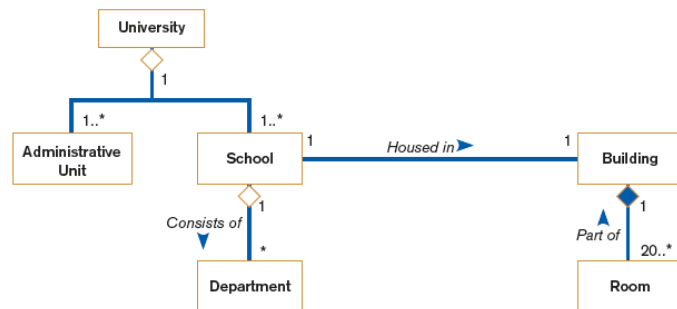 University
1
1..*
1..*
Administrative
Unit
School
1
Housed in
1
Building
1
Consists of
*
Department
1
Part of
20..*
Room